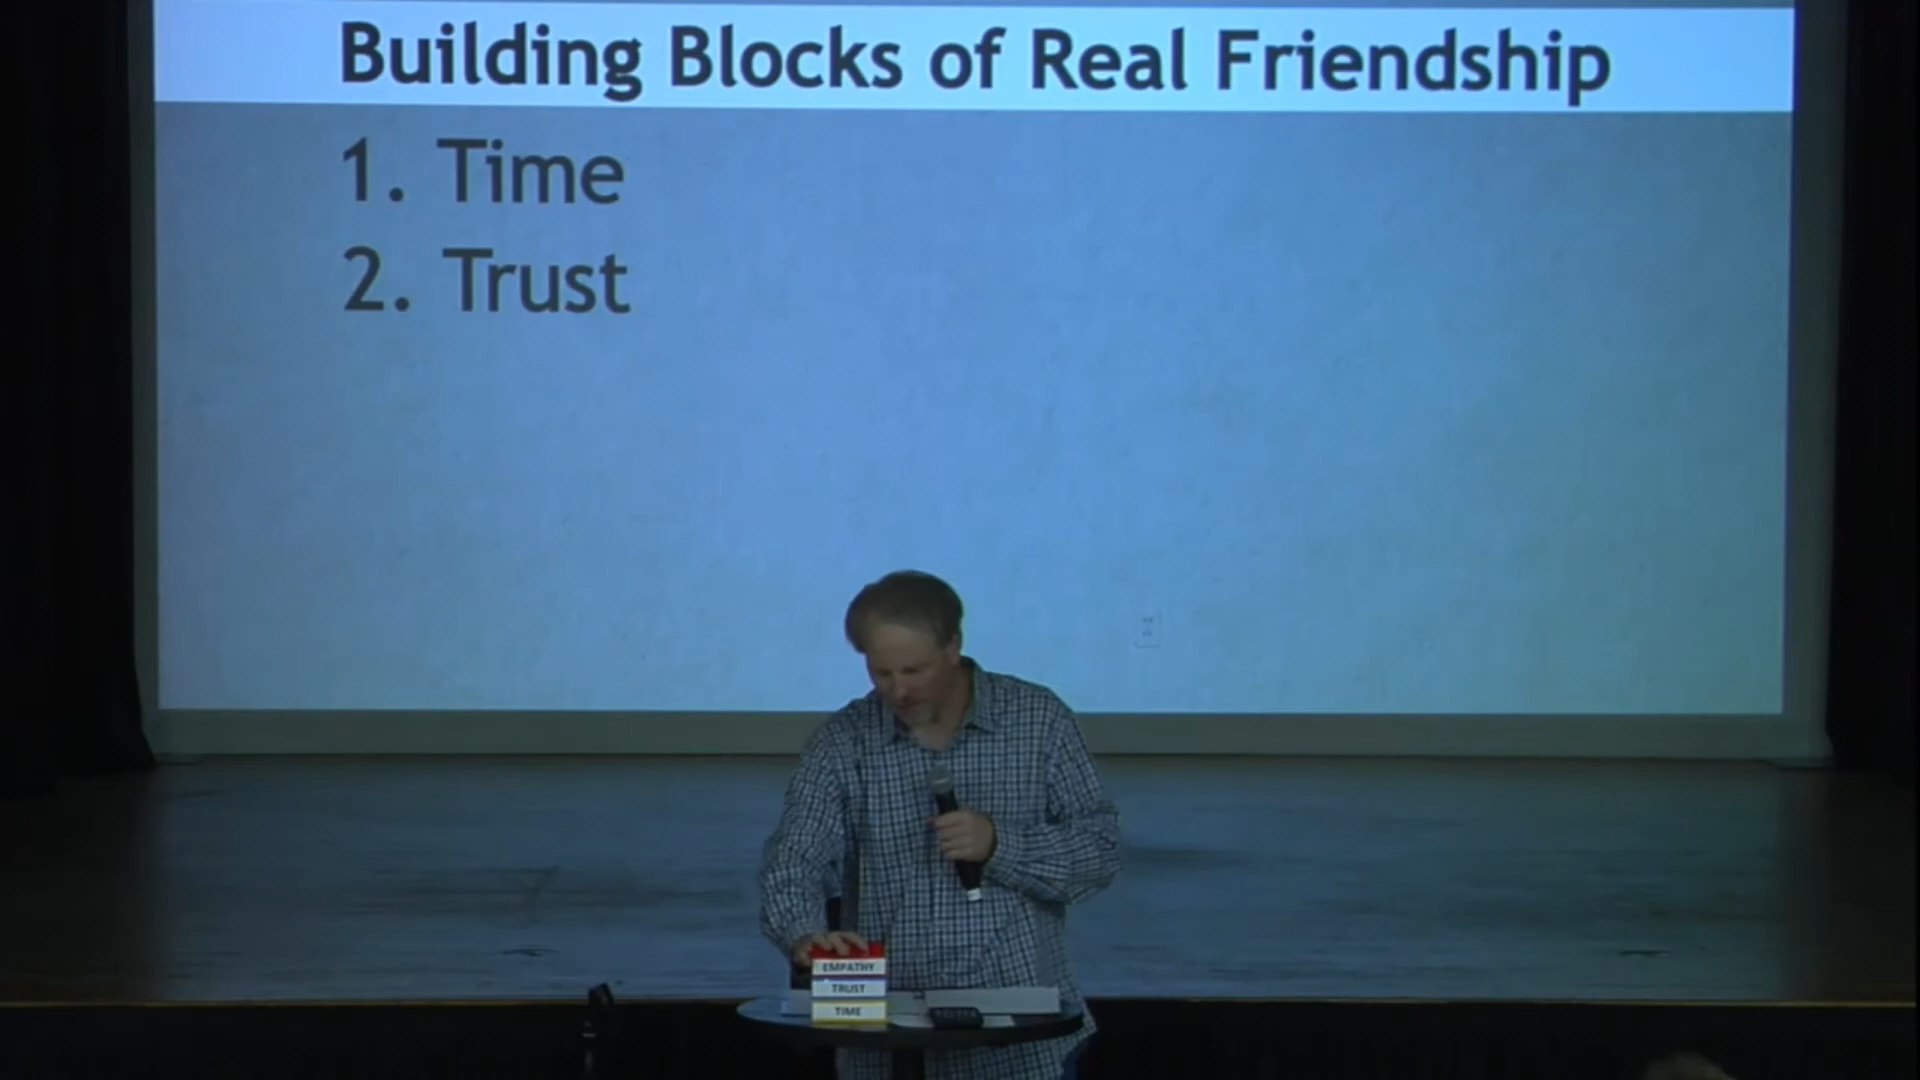 Building Blocks of Real Friendship
1. Time
2. Trust
EMPATHY
TRUST
TIME